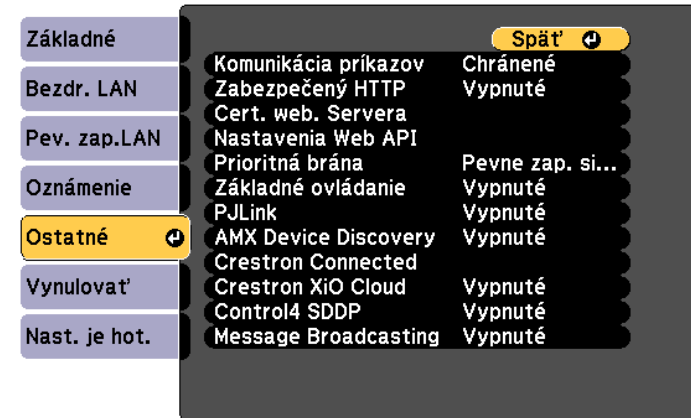 Základné
Bezdr. LAN
Pev. zap.LAN
Oznámenie
Ostatné
Vynulovať
Nast. je hot.
Späť
Komunikácia príkazov Chránené
Zabezpečený HTTP Vypnuté
Cert. web. Servera
Nastavenia Web API
Prioritná brána Pevne zap. si...
Základné ovládanie Vypnuté
PJLink Vypnuté
AMX Device Discovery Vypnuté
Crestron Connected
Crestron XiO Cloud Vypnuté
Control4 SDDP Vypnuté
Message Broadcasting Vypnuté